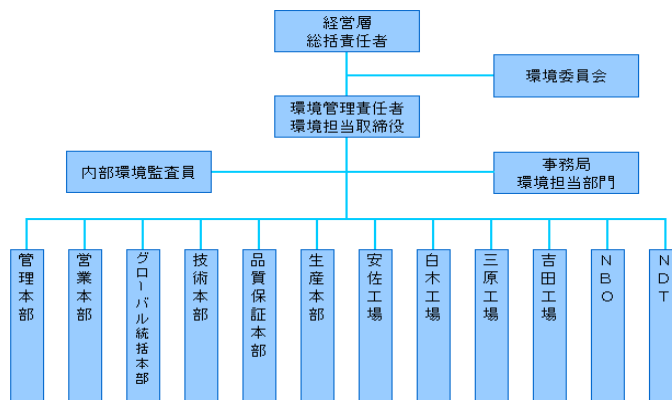 経営層
総括責任者
環境委員会
環境管理責任者
環境担当取締役
内部環境監査員
事務局
環境担当部門
管理本部
営業本部
グローバル統括本部
技術本部
品質保証本部
生産本部
安佐工場
白木工場
三原工場
吉田工場
NBO
NDT